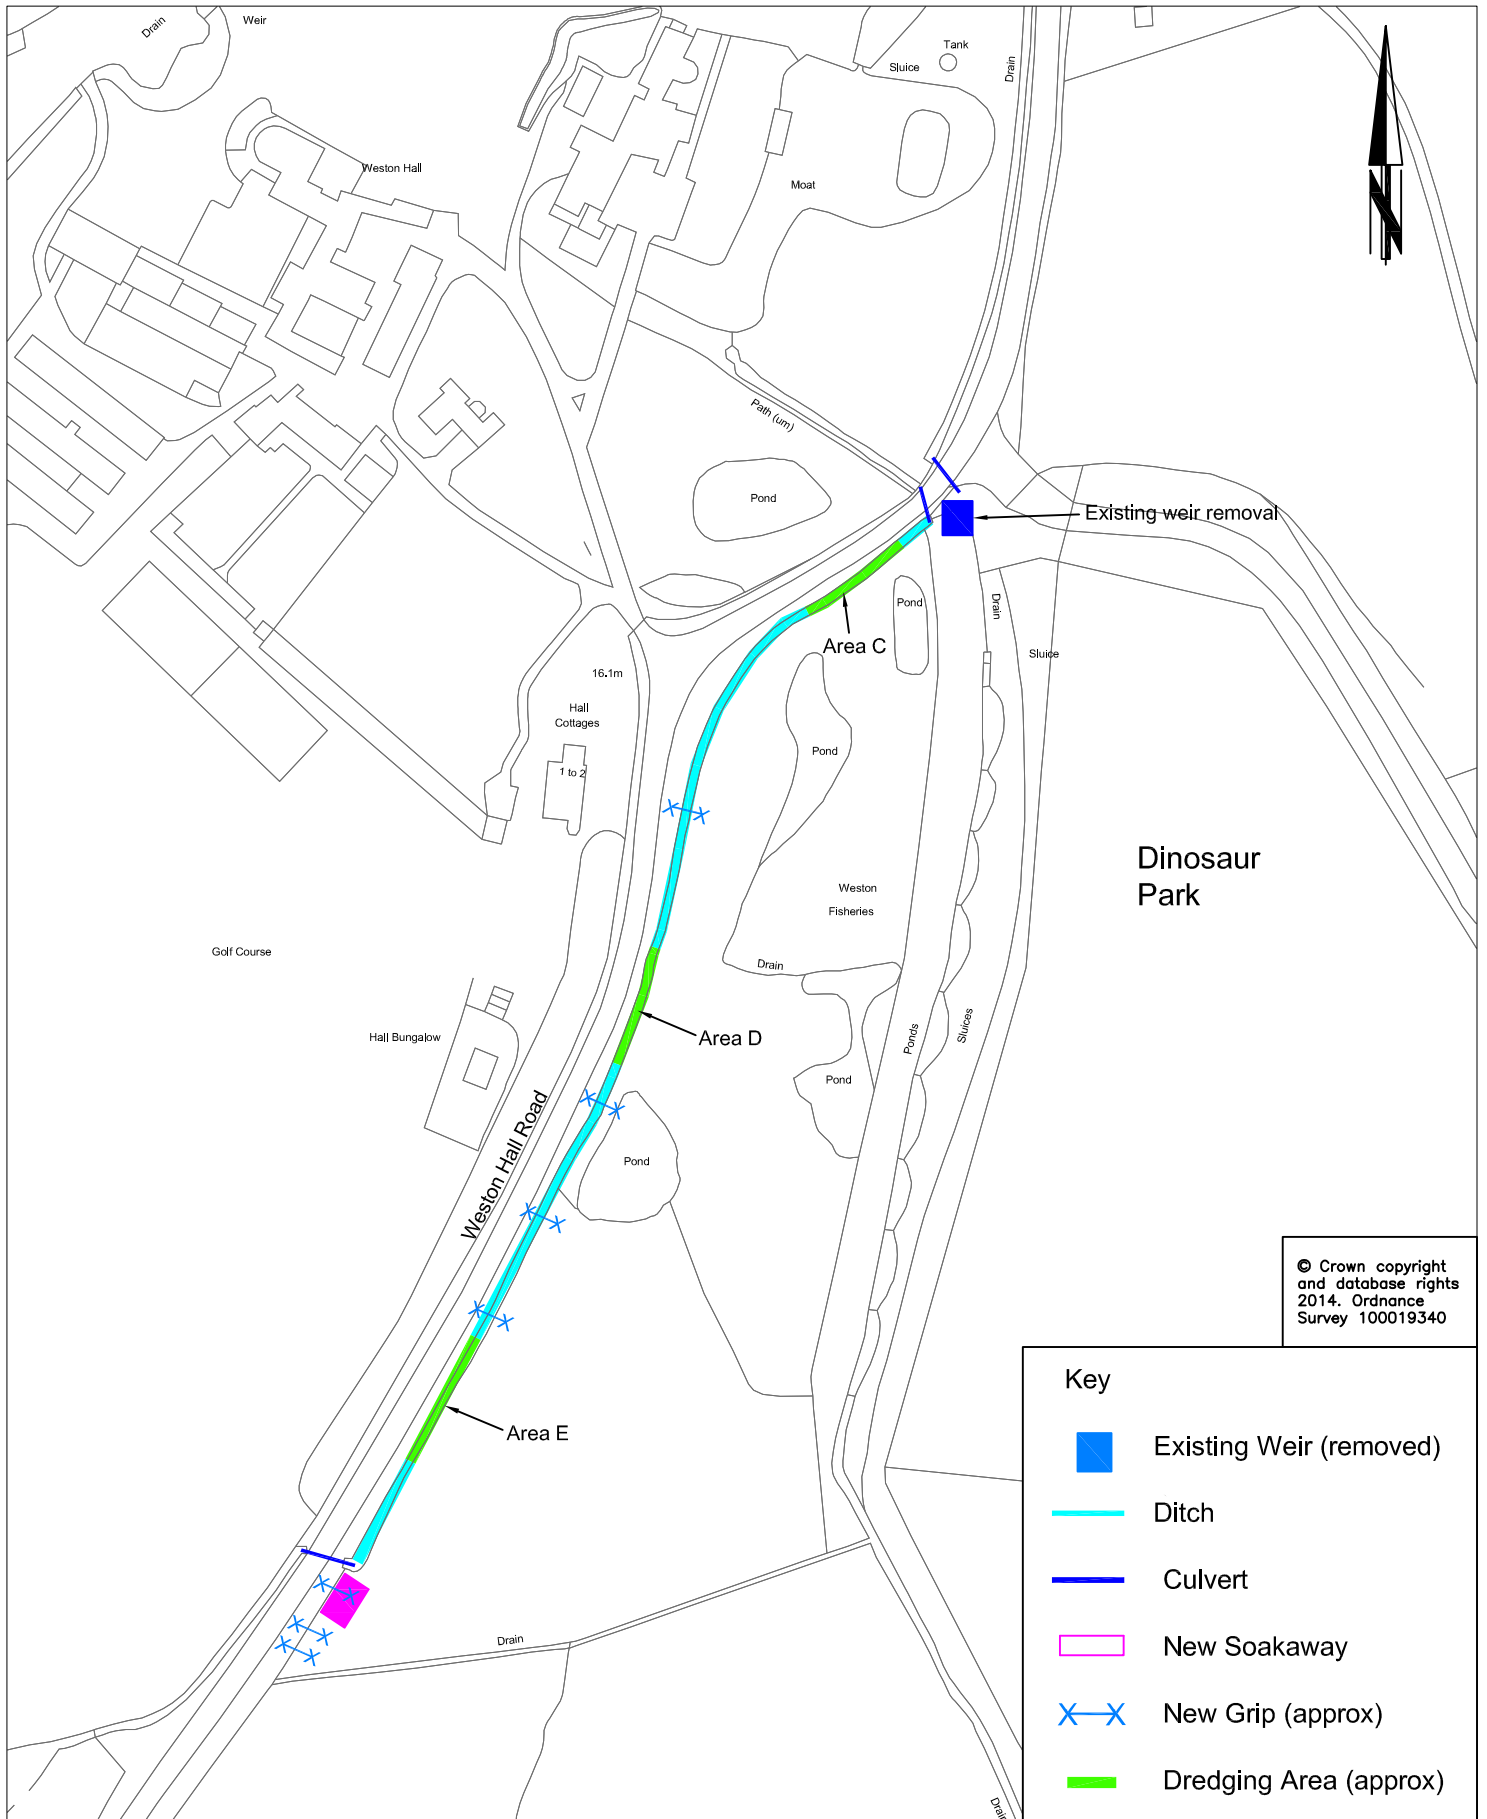 Weir
Drain
Tank
Sluice
Drain
Weston Hall
Moat
N
Path (um)
Pond
Existing weir removal
Pond
Drain
Area C
Sluice
16.1m
Hall
Cottages
Pond
1 to 2
Dinosaur
Park
Weston
Fisheries
Golf Course
Drain
Hall Bungalow
Area D
Ponds
Sluices
Pond
Weston Hall Road
Pond
© Crown copyright
and database rights
2014. Ordnance
Survey 100019340
Key
Area E
Existing Weir (removed)
Ditch
Culvert
New Soakaway
Drain
New Grip (approx)
Dredging Area (approx)
Drain